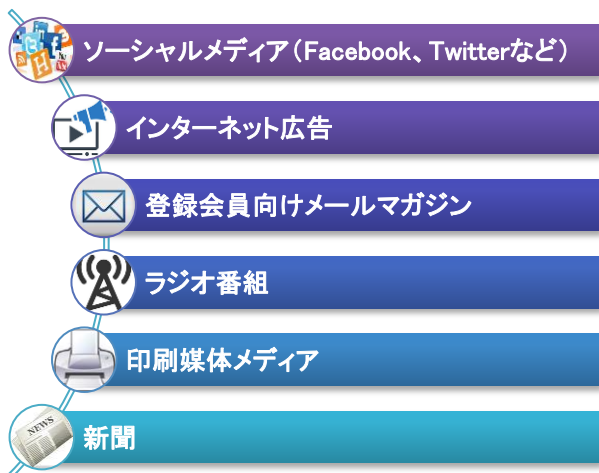 ソーシャルメディア（Facebook、Twitterなど）
インターネット広告
登録会員向けメールマガジン
ラジオ番組
印刷媒体メディア
NEWS
新聞